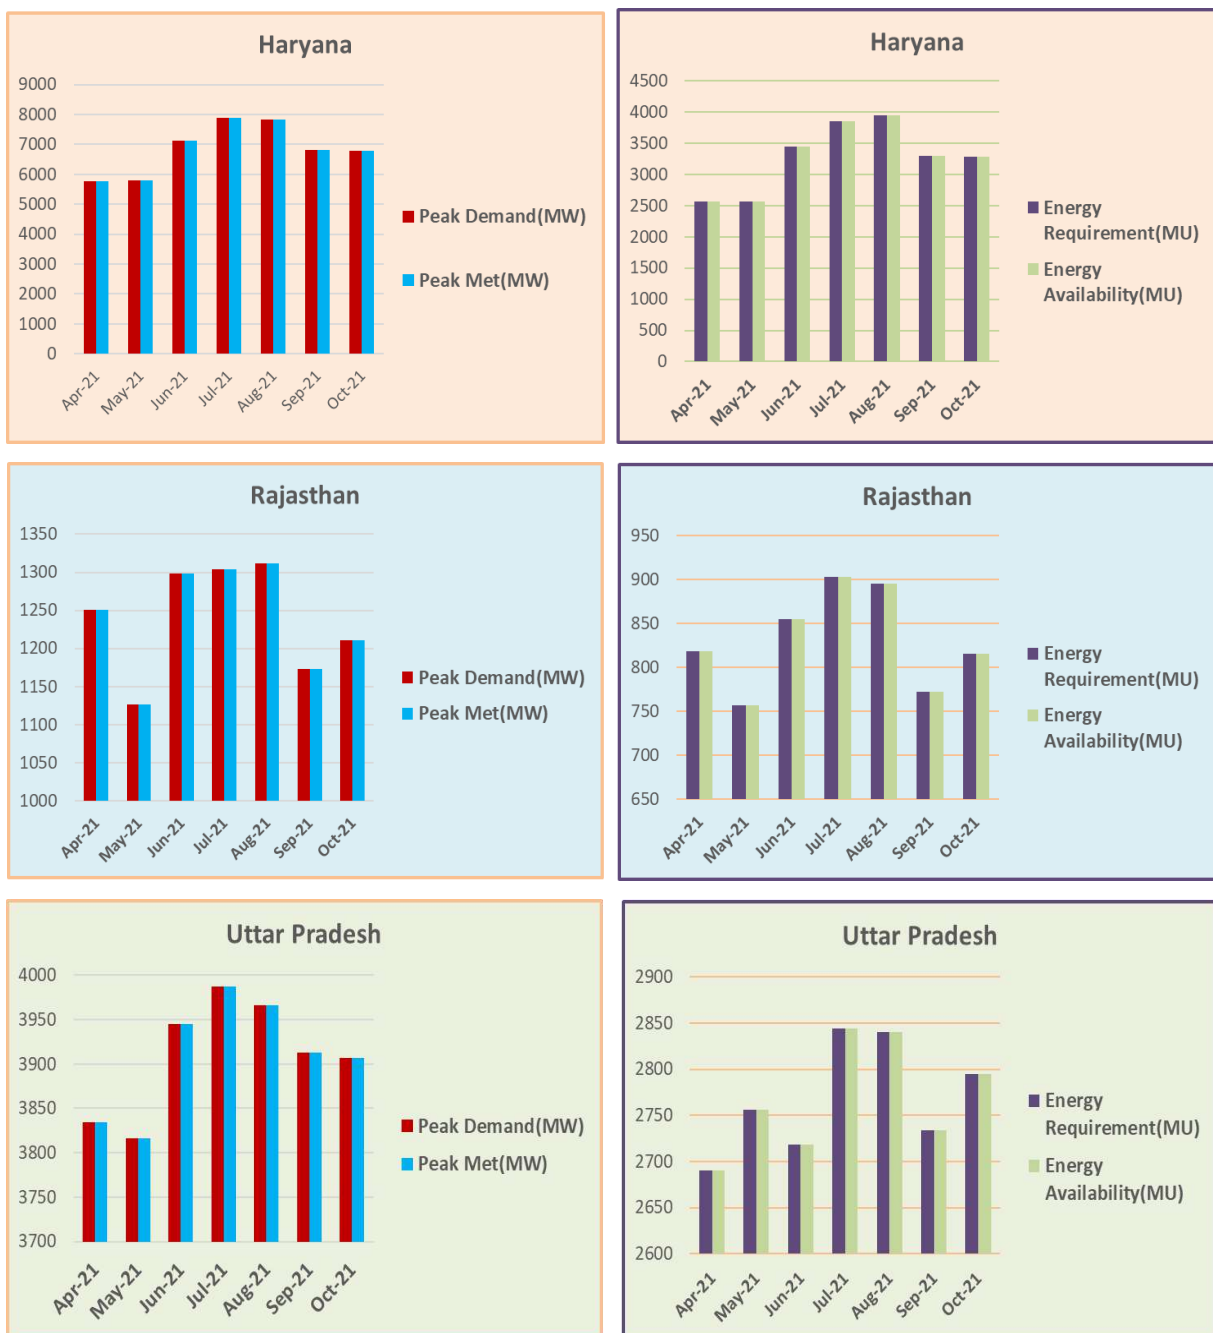 Haryana
9000
8000
7000
6000
5000
4000
3000
2000
1000
0
Apr-21
May-21
Jun-21
Jul-21
Aug-21
Sep-21
Oct-21
Peak Demand(MW)
Peak Met(MW)
Haryana
4500
4000
3500
3000
2500
2000
1500
1000
500
0
Apr-21
May-21
Jun-21
Jul-21
Aug-21
Sep-21
Oct-21
Energy
Requirement(MU)
Energy
Availability(MU)
Rajasthan
1350
1300
1250
1200
1150
1100
1050
1000
Apr-21
May-21
Jun-21
Jul-21
Aug-21
Sep-21
Oct-21
Peak Demand(MW)
Peak Met(MW)
Rajasthan
950
900
850
800
750
700
650
Apr-21
May-21
Jun-21
Jul-21
Aug-21
Sep-21
Oct-21
Energy
Requirement(MU)
Energy
Availability(MU)
Uttar Pradesh
4000
3950
3900
3850
3800
3750
3700
Apr-21
May-21
Jun-21
Jul-21
Aug-21
Sep-21
Oct-21
Peak Demand(MW)
Peak Met(MW)
Uttar Pradesh
2900
2850
2800
2750
2700
2650
2600
Apr-21
May-21
Jun-21
Jul-21
Aug-21
Sep-21
Oct-21
Energy
Requirement(MU)
Energy
Availability(MU)